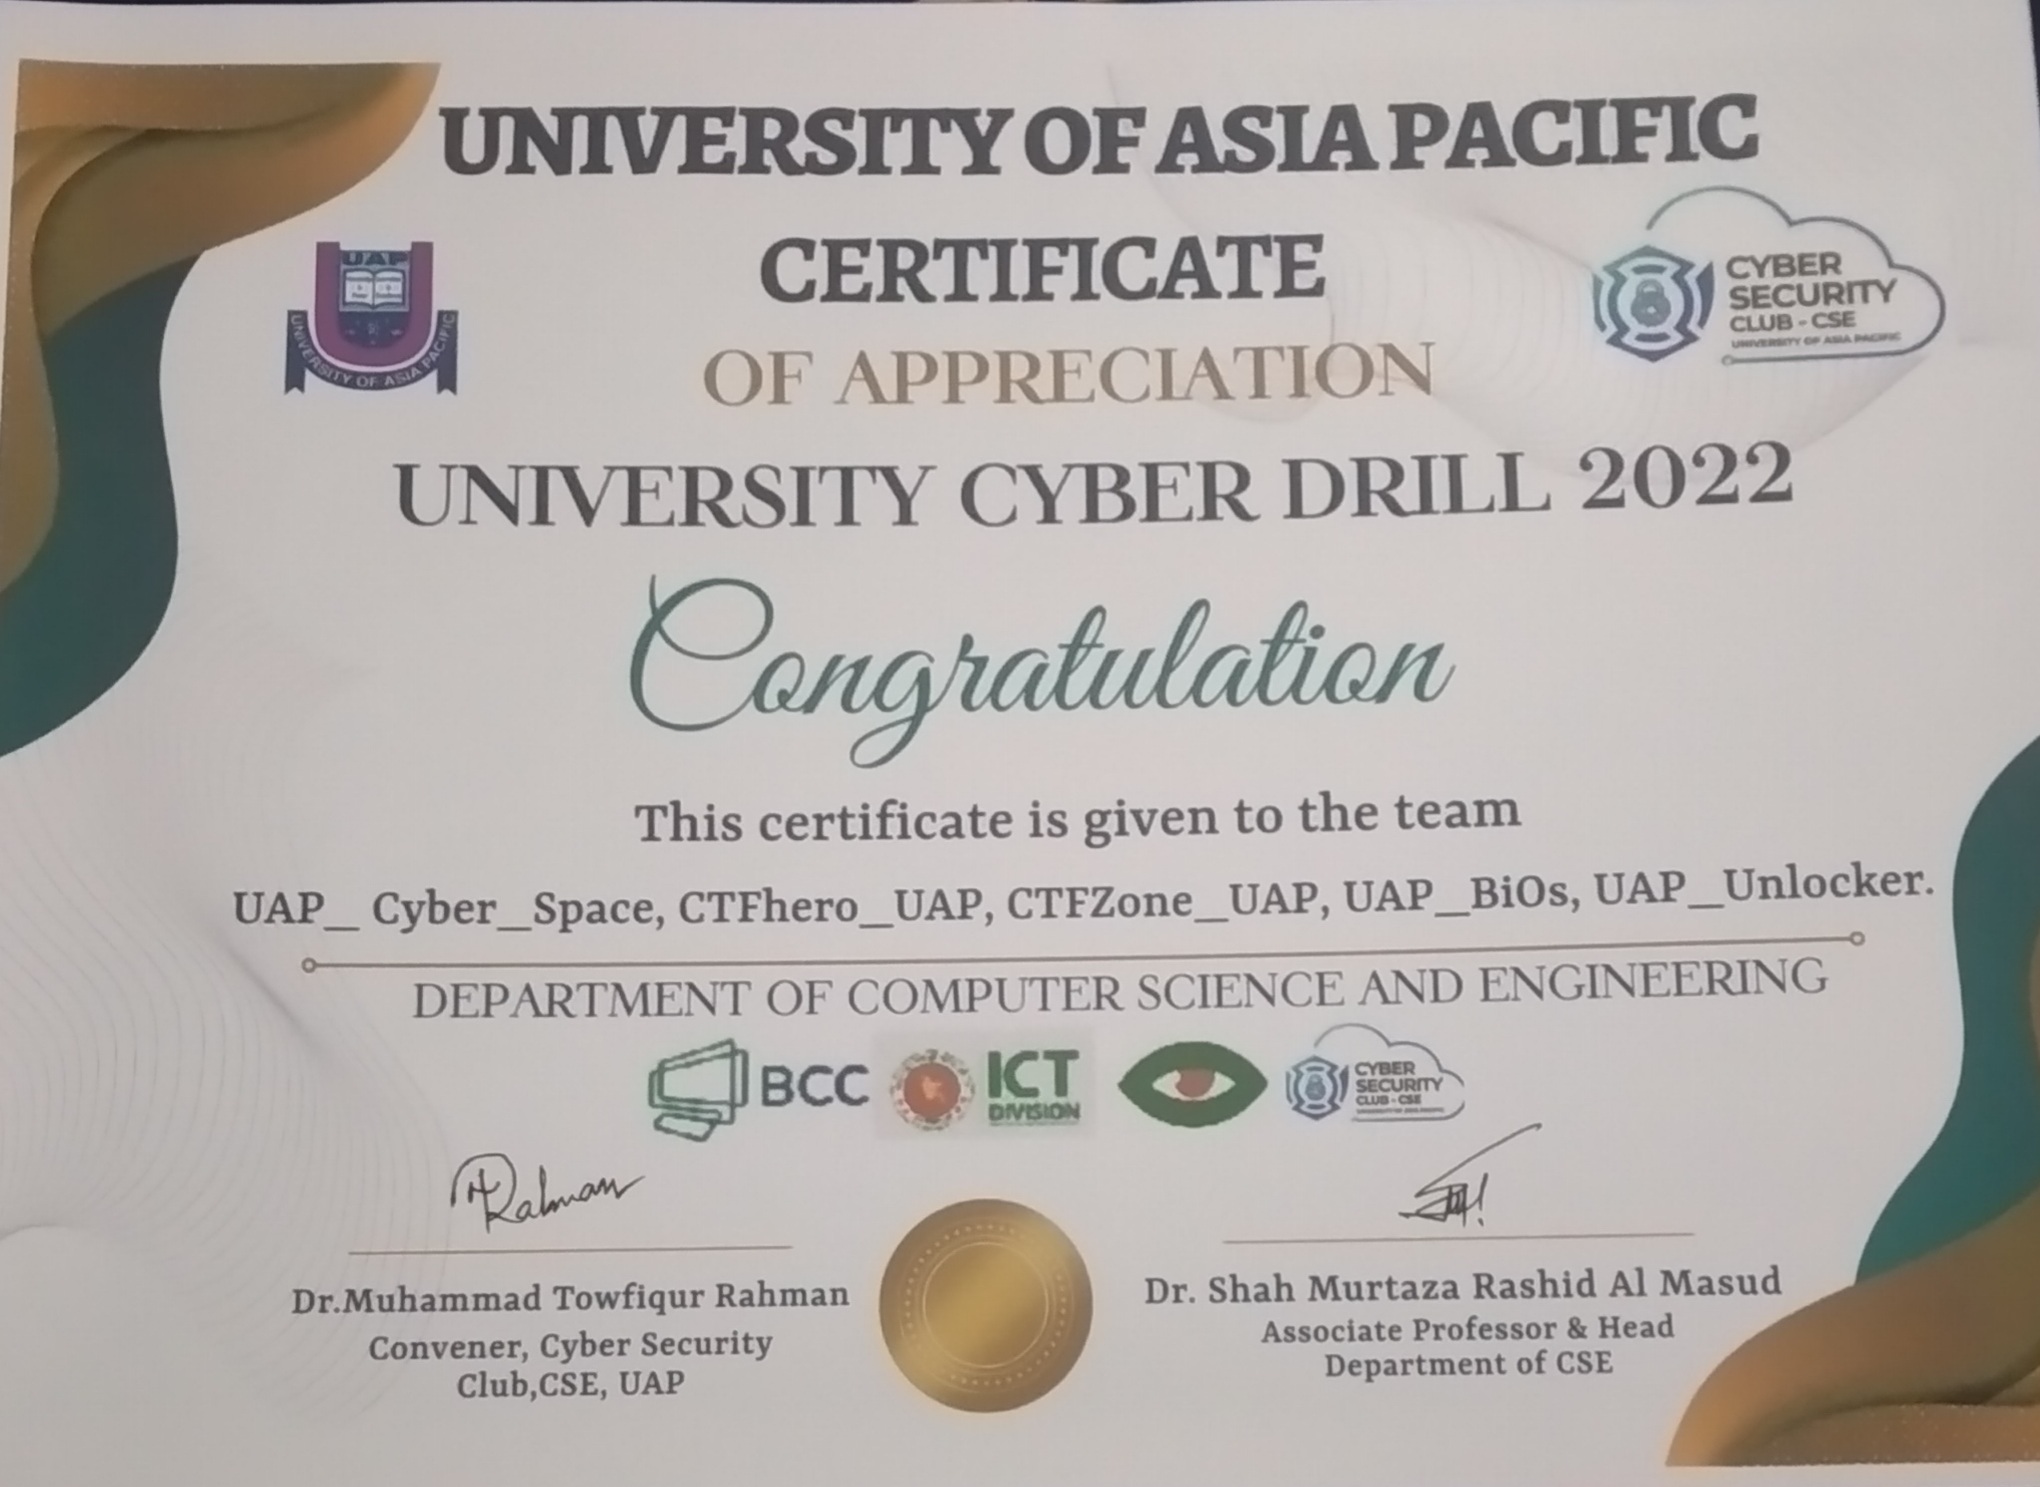 UNIVERSITY OF ASIA PACIFIC
CERTIFICATE
UAP
UNIVERSITY OF ASIA PACIFIC
CYBER
SECURITY
CLUB - CSE
UNIVERSITY OF ASIA PACIFIC
OF APPRECIATION
UNIVERSITY CYBER DRILL 2022
Congratulation
This certificate is given to the team
UAP_ Cyber_Space, CTFhero_UAP, CTFZone_UAP, UAP_BiOs, UAP_Unlocker.
DEPARTMENT OF COMPUTER SCIENCE AND ENGINEERING
BCC
ICT
DIVISION
CYBER
SECURITY
CLUB - CSE
Rahman
Dr.Muhammad Towfiqur Rahman
Convener, Cyber Security
Club,CSE, UAP
Dr. Shah Murtaza Rashid Al Masud
Associate Professor & Head
Department of CSE